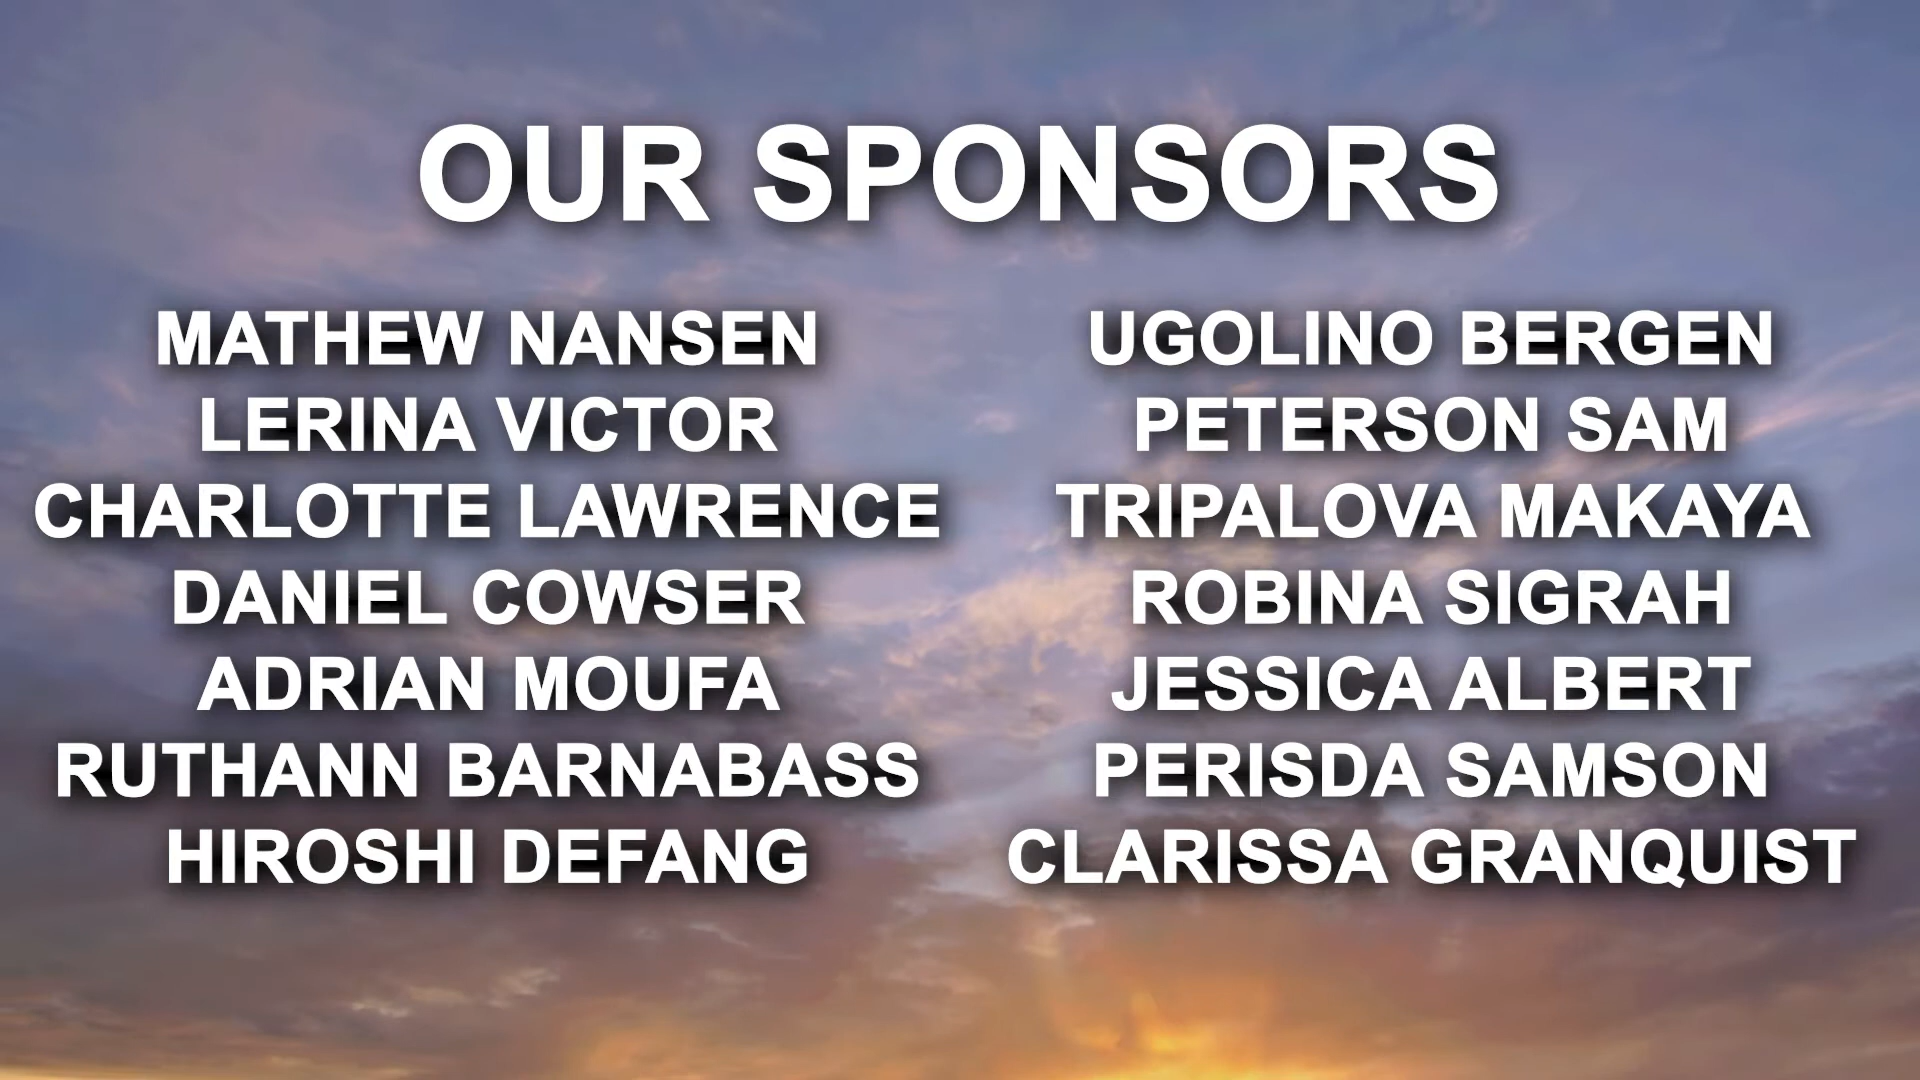 OUR SPONSORS
MATHEW NANSEN
LERINA VICTOR
CHARLOTTE LAWRENCE
DANIEL COWSER
ADRIAN MOUFA
RUTHANN BARNABASS
HIROSHI DEFANG
UGOLINO BERGEN
PETERSON SAM
TRIPALOVA MAKAYA
ROBINA SIGRAH
JESSICA ALBERT
PERISDA SAMSON
CLARISSA GRANQUIST